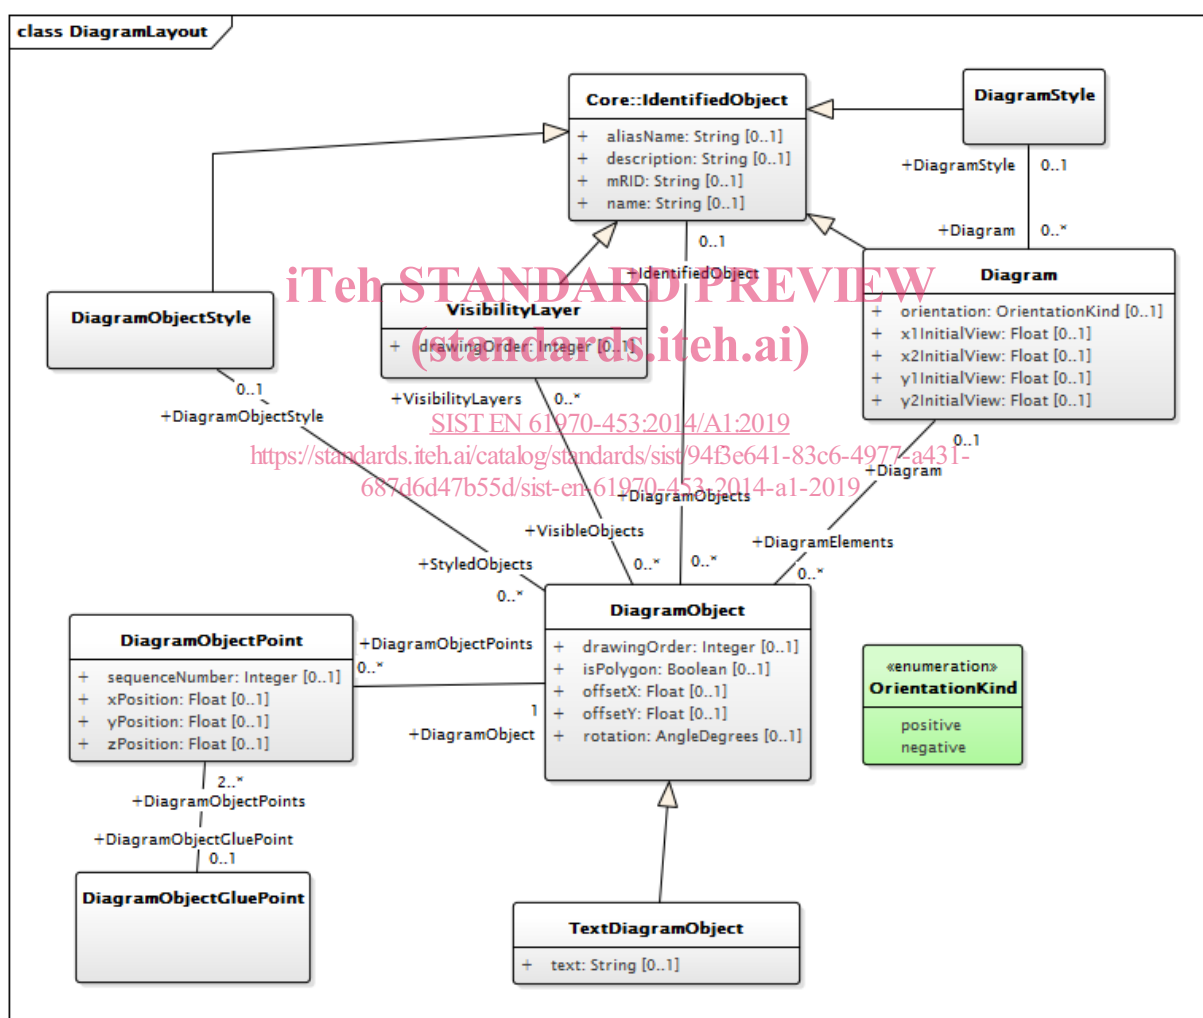 class DiagramLayout
Core::IdentifiedObject
+ aliasName: String [0..1]
+ description: String [0..1]
+ mRID: String [0..1]
+ name: String [0..1]
DiagramStyle
+DiagramStyle 0..1
+Diagram 0..*
0..1
+IdentifiedObject
Diagram
+ orientation: OrientationKind [0..1]
+ x1InitialView: Float [0..1]
+ x2InitialView: Float [0..1]
+ y1InitialView: Float [0..1]
+ y2InitialView: Float [0..1]
iTeh STANDARD PREVIEW
(standards.iteh.ai)
SIST EN 61970-453:2014/A1:2019
https://standards.iteh.ai/catalog/standards/sist/94f3e641-83c6-4977-a431-
687d6d47b55d/sist-en-61970-453-2014-a1-2019
DiagramObjectStyle
VisibilityLayer
+ drawingOrder: Integer [0..1]
0..1
+DiagramObjectStyle
+VisibilityLayers 0..*
0..1
+Diagram
+DiagramObjects
+VisibleObjects
+DiagramElements
+StyledObjects
0..*
0..*
0..*
0..*
DiagramObject
+ drawingOrder: Integer [0..1]
+ isPolygon: Boolean [0..1]
+ offsetX: Float [0..1]
+ offsetY: Float [0..1]
+ rotation: AngleDegrees [0..1]
DiagramObjectPoint
+ sequenceNumber: Integer [0..1]
+ xPosition: Float [0..1]
+ yPosition: Float [0..1]
+ zPosition: Float [0..1]
+DiagramObjectPoints
0..*
1
+DiagramObject
«enumeration»
OrientationKind
positive
negative
2..*
+DiagramObjectPoints
+DiagramObjectGluePoint
0..1
DiagramObjectGluePoint
TextDiagramObject
+ text: String [0..1]